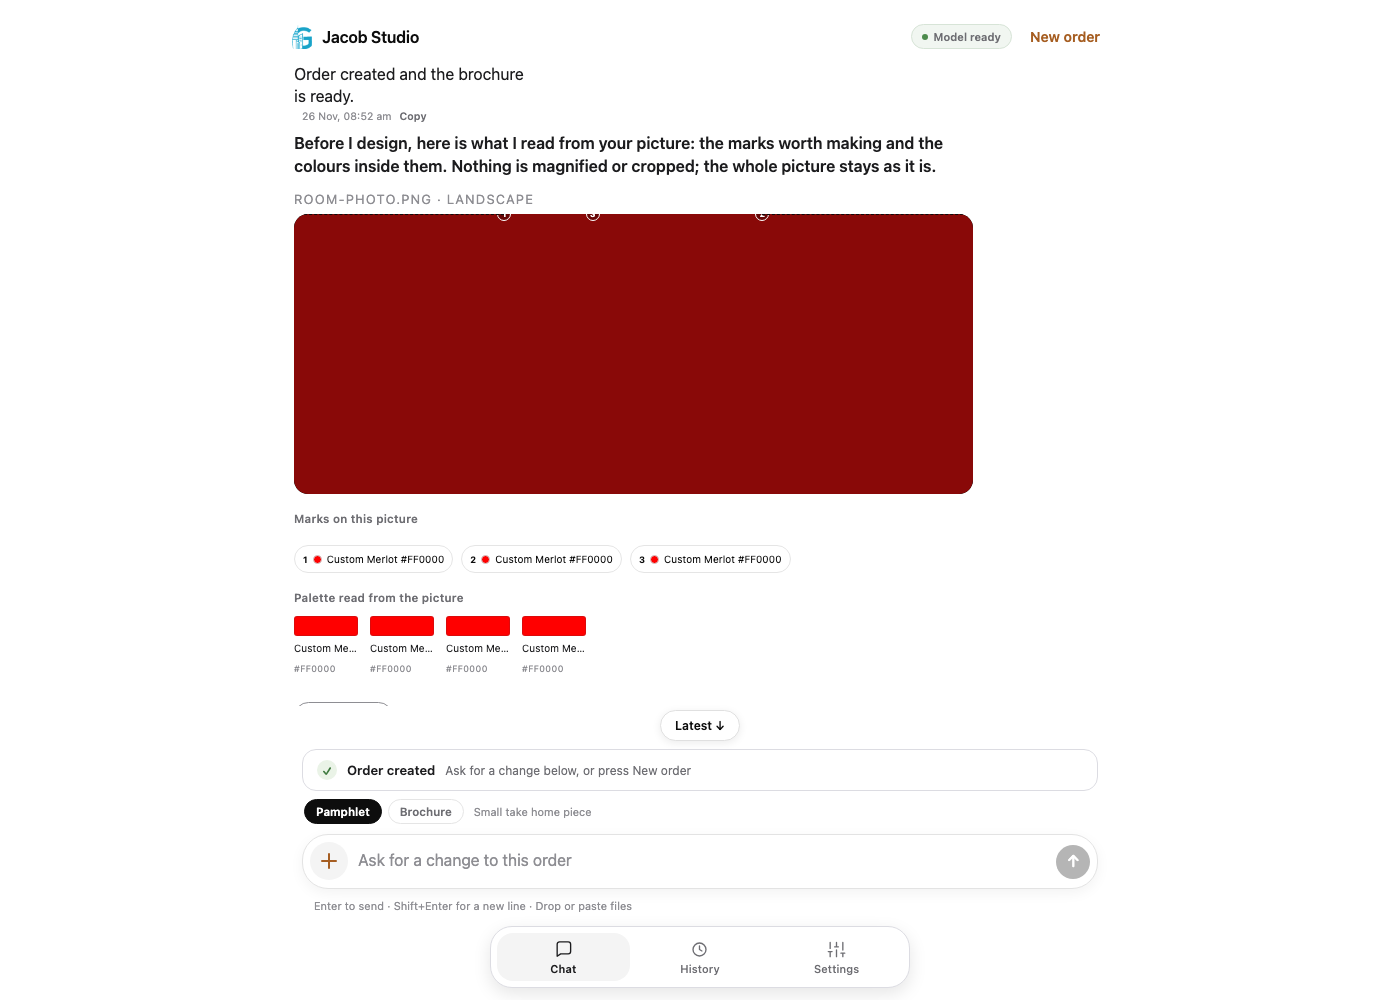 Jacob Studio
Model ready
New order
Order created and the brochure
is ready.
26 Nov, 08:52 am Copy
Before I design, here is what I read from your picture: the marks worth making and the
colours inside them. Nothing is magnified or cropped; the whole picture stays as it is.
ROOM-PHOTO.PNG · LANDSCAPE
Marks on this picture
1 Custom Merlot #FF0000
2 Custom Merlot #FF0000
3 Custom Merlot #FF0000
Palette read from the picture
Custom Me... Custom Me... Custom Me... Custom Me...
#FF0000 #FF0000 #FF0000 #FF0000
Latest ↓
Order created Ask for a change below, or press New order
Pamphlet Brochure Small take home piece
Ask for a change to this order
Enter to send · Shift+Enter for a new line · Drop or paste files
Chat History Settings